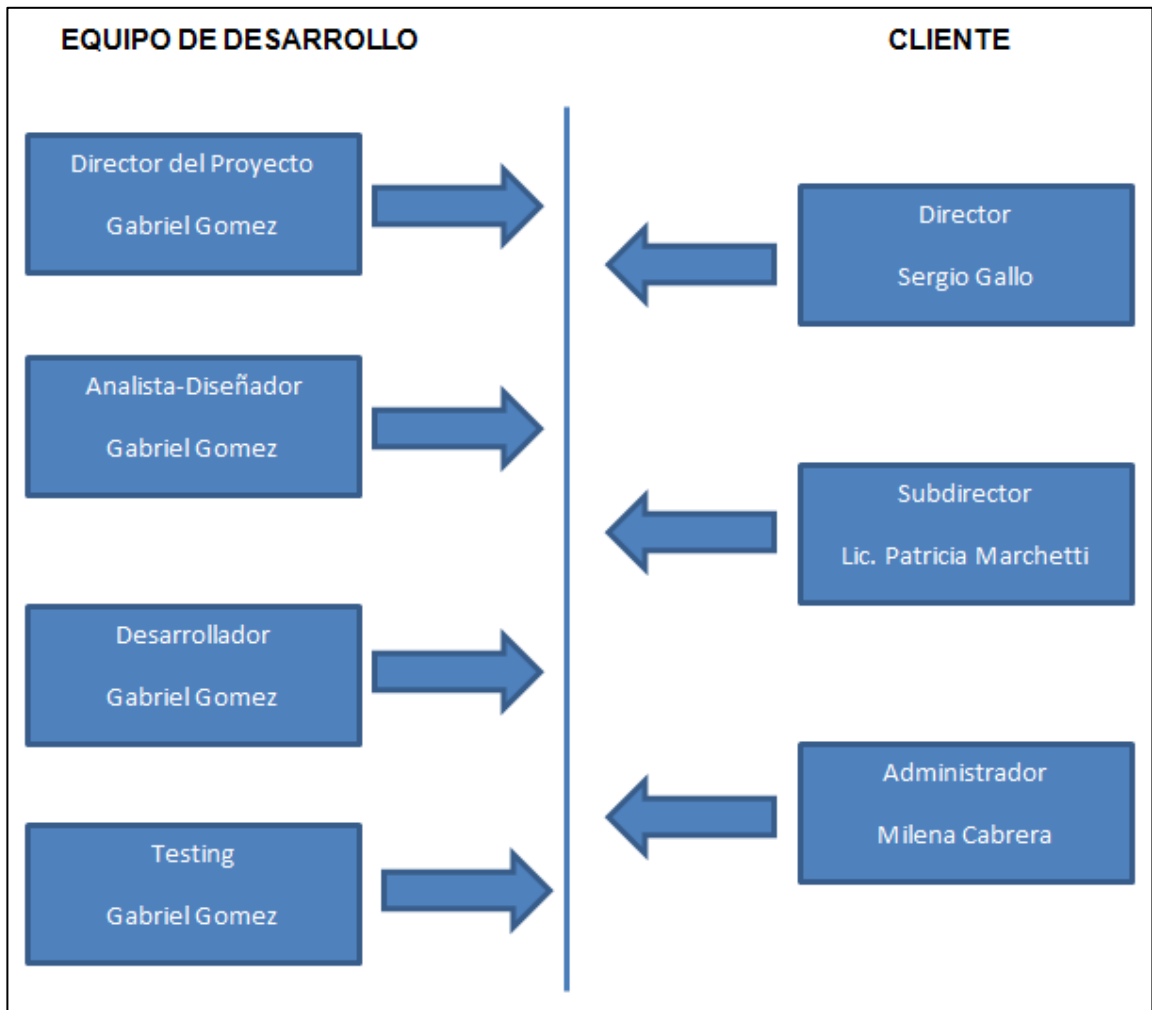 EQUIPO DE DESARROLLO
Director del Proyecto
Gabriel Gomez
Analista-Diseñador
Gabriel Gomez
Desarrollador
Gabriel Gomez
Testing
Gabriel Gomez
CLIENTE
Director
Sergio Gallo
Subdirector
Lic. Patricia Marchetti
Administrador
Milena Cabrera